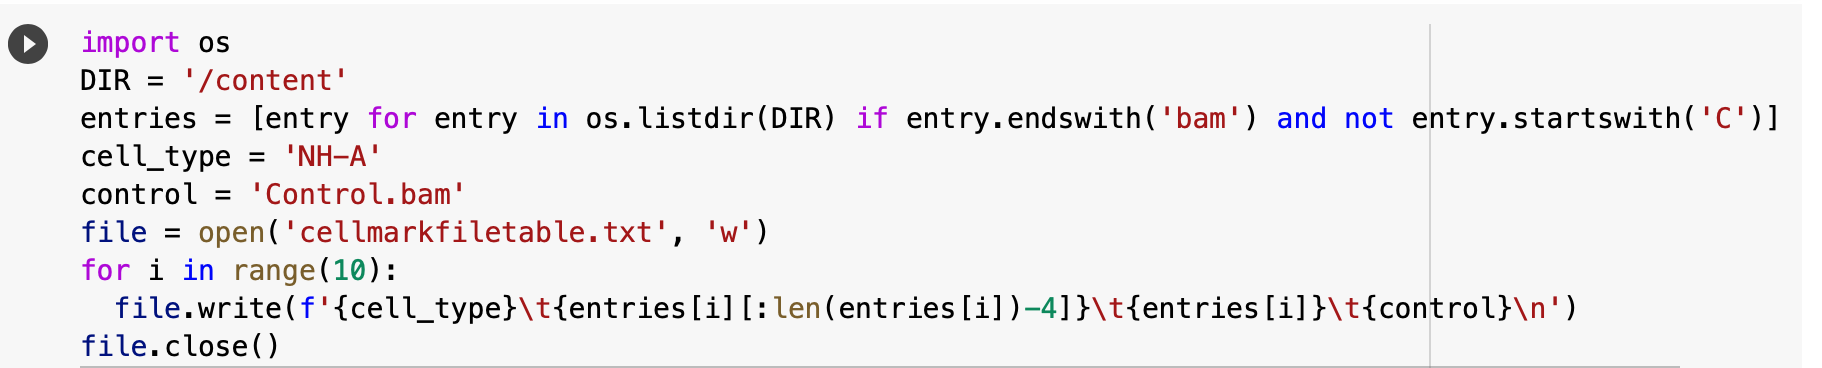 import os
DIR = '/content'
entries = [entry for entry in os.listdir(DIR) if entry.endswith('bam') and not entry.startswith('C')]
cell_type = 'NH-A'
control = 'Control.bam'
file = open('cellmarkfiletable.txt', 'w')
for i in range(10):
  file.write(f'{cell_type}\t{entries[i][:len(entries[i])-4]}\t{entries[i]}\t{control}\n')
file.close()